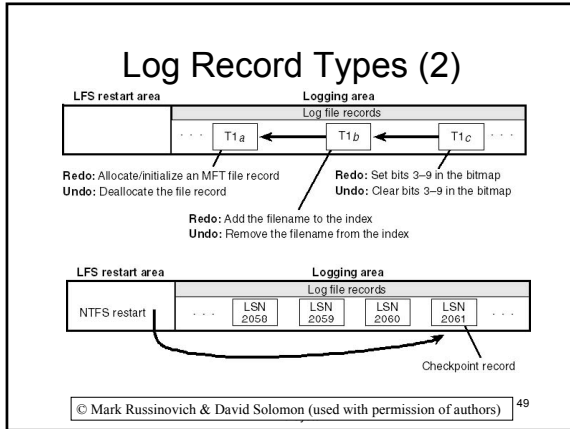 Log Record Types (2)
LFS restart area Logging area
Log file records
· · · T1a T1b T1c · · ·
Redo: Allocate/initialize an MFT file record
Undo: Deallocate the file record
Redo: Set bits 3–9 in the bitmap
Undo: Clear bits 3–9 in the bitmap
Redo: Add the filename to the index
Undo: Remove the filename from the index
LFS restart area Logging area
Log file records
NTFS restart · · · LSN 2058 LSN 2059 LSN 2060 LSN 2061 · · ·
Checkpoint record
© Mark Russinovich & David Solomon (used with permission of authors)
49